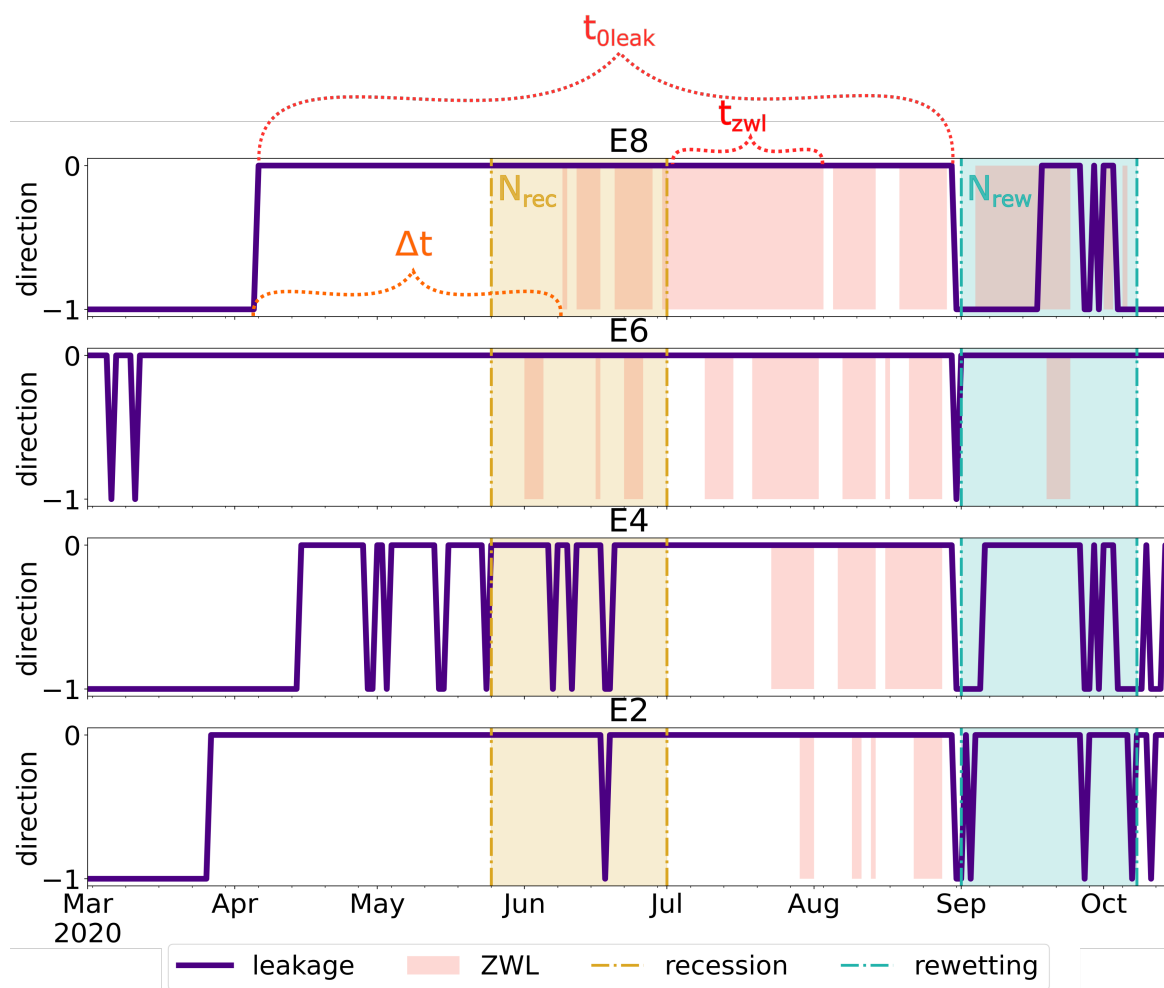 t0leak
tzwl
E8
0
Nrec
Nrew
Δt
direction
−1
E6
0
direction
−1
E4
0
direction
−1
E2
0
direction
−1
Mar Apr May Jun Jul Aug Sep Oct
2020
leakage ZWL recession rewetting